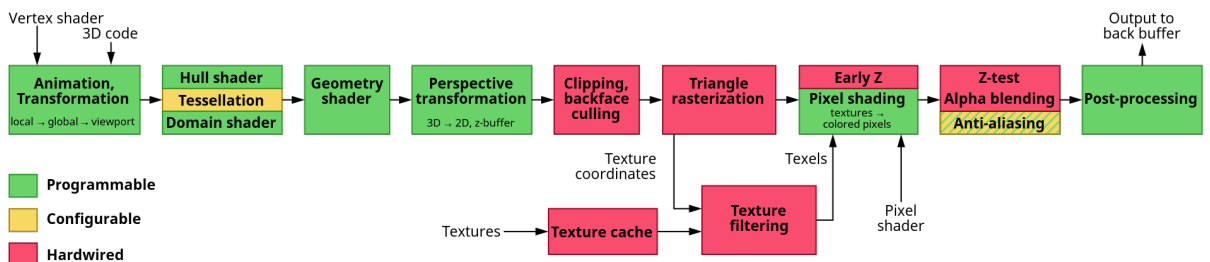 Vertex shader
3D code
Animation,
Transformation
local → global → viewport
Hull shader
Tessellation
Domain shader
Geometry
shader
Perspective
transformation
3D → 2D, z-buffer
Clipping,
backface
culling
Triangle
rasterization
Early Z
Pixel shading
textures →
colored pixels
Z-test
Alpha blending
Anti-aliasing
Post-processing
Output to
back buffer
Texture
coordinates
Texels
Pixel
shader
Textures
Texture cache
Texture
filtering
Programmable
Configurable
Hardwired